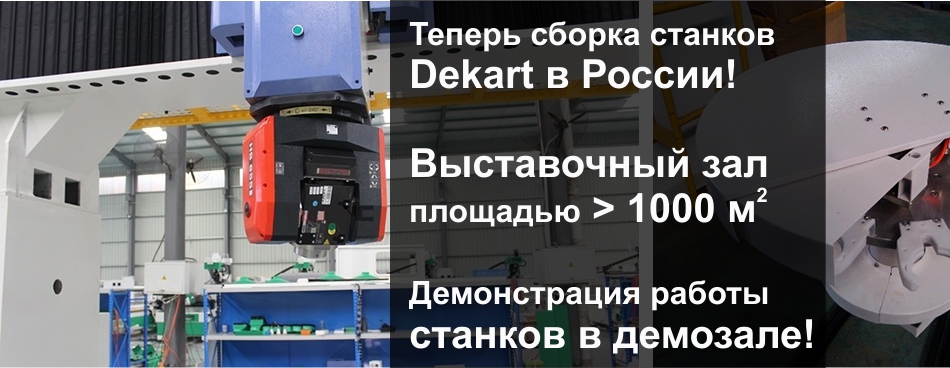 Теперь сборка станков
Dekart в России!
Выставочный зал
площадью > 1000 м²
Демонстрация работы
станков в демозале!